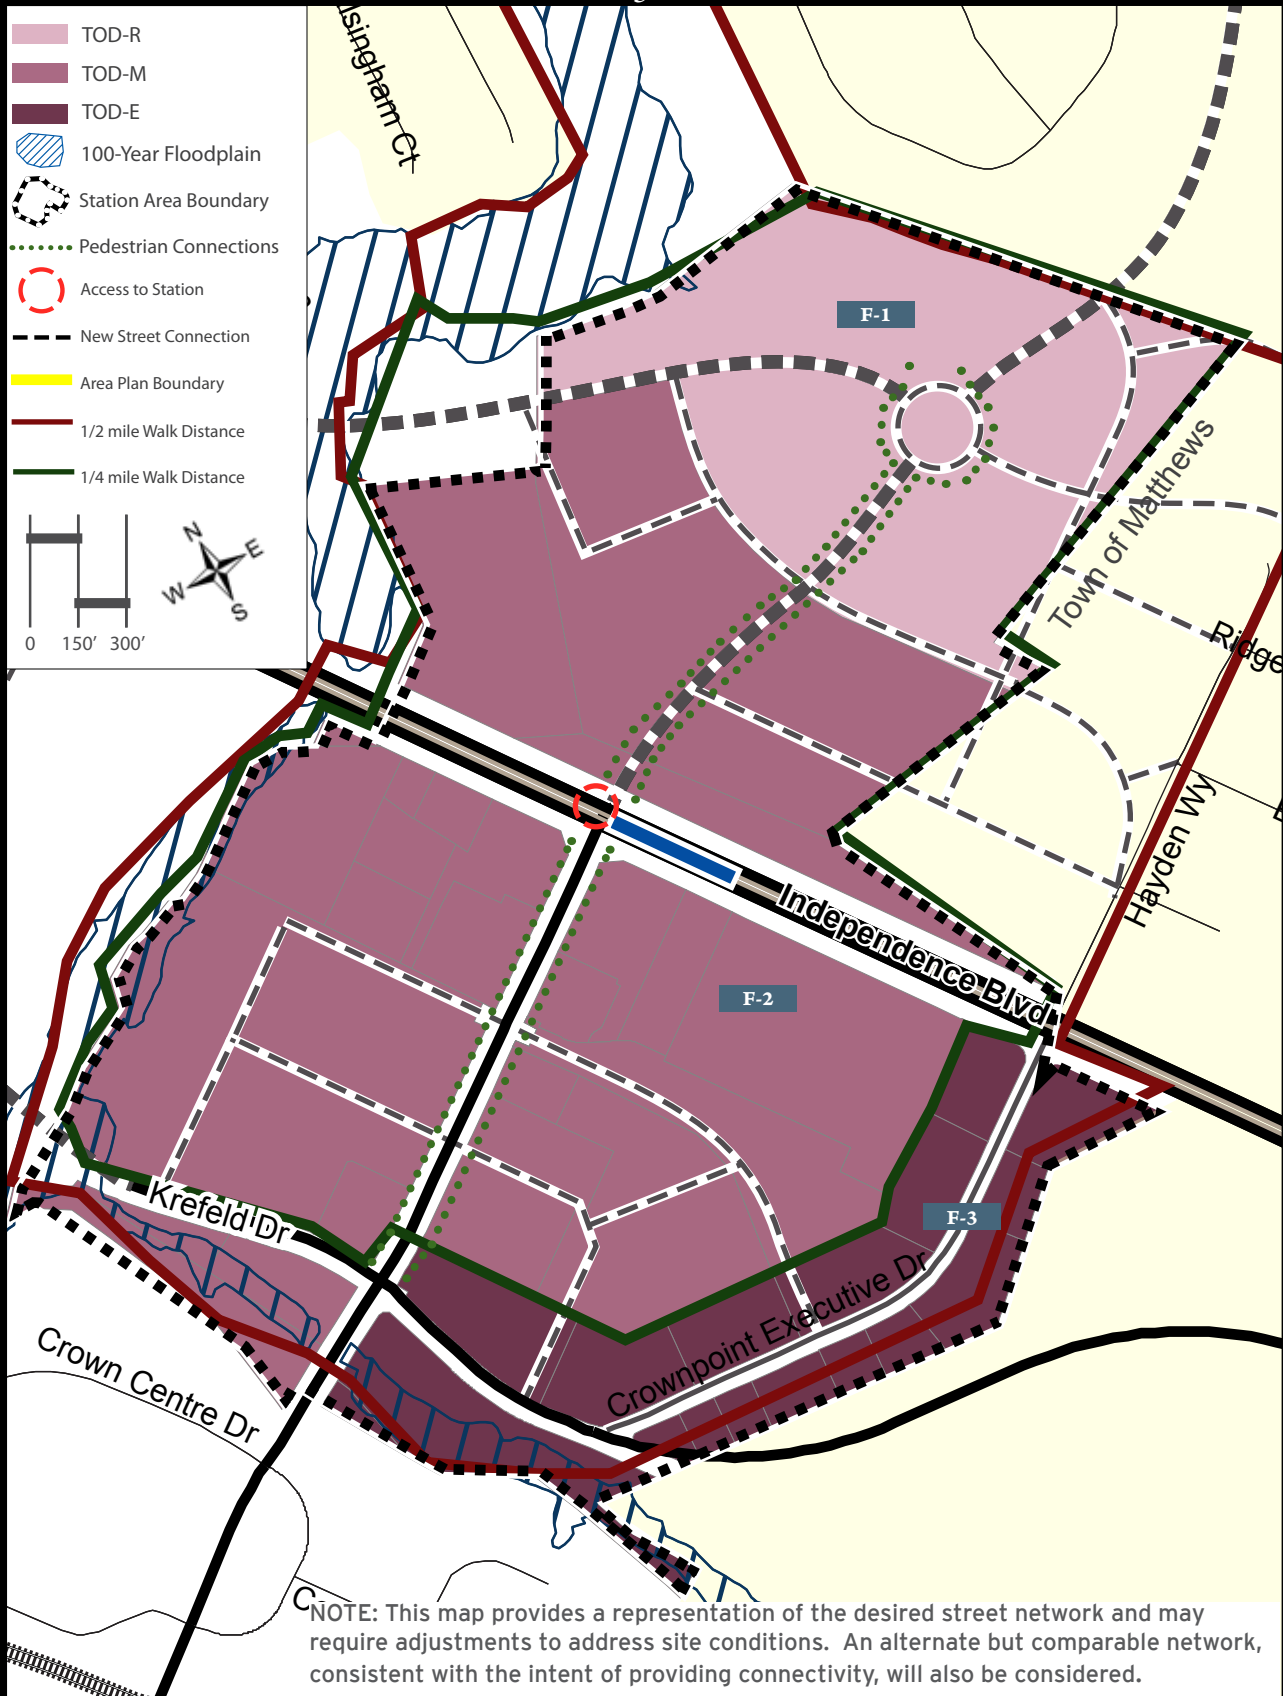 TOD-R
TOD-M
TOD-E
100-Year Floodplain
Station Area Boundary
Pedestrian Connections
Access to Station
New Street Connection
Area Plan Boundary
1/2 mile Walk Distance
1/4 mile Walk Distance
N
E
W
S
0 150' 300'
lsingham Ct
F-1
Town of Matthews
Ridge
Hayden Wy
Independence Blvd
F-2
F-3
Krefeld Dr
Crownpoint Executive Dr
Crown Centre Dr
C
NOTE: This map provides a representation of the desired street network and may
require adjustments to address site conditions. An alternate but comparable network,
consistent with the intent of providing connectivity, will also be considered.